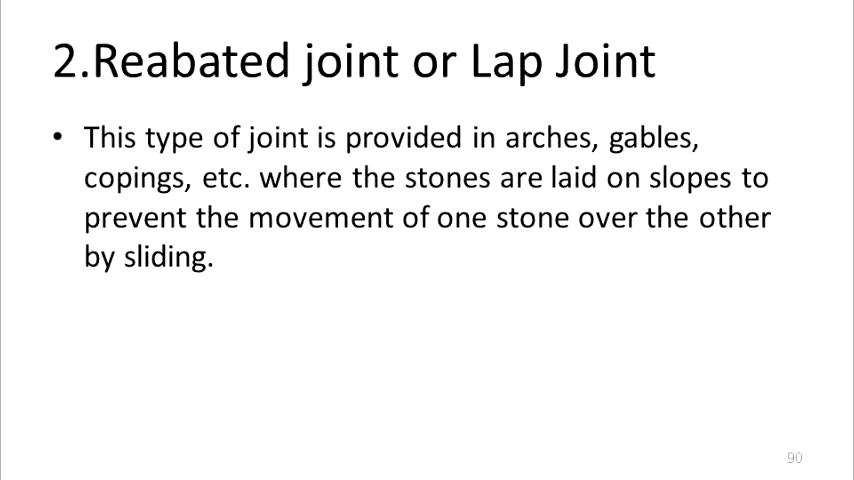 2.Reabated joint or Lap Joint
• This type of joint is provided in arches, gables,
copings, etc. where the stones are laid on slopes to
prevent the movement of one stone over the other
by sliding.
90